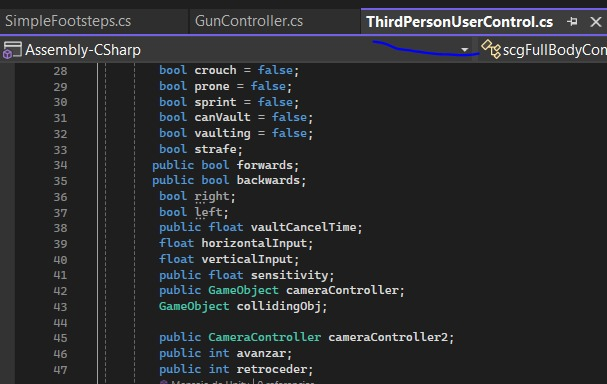 SimpleFootsteps.cs
GunController.cs
ThirdPersonUserControl.cs
Assembly-CSharp
scgFullBodyCon
28 bool crouch = false;
29 bool prone = false;
30 bool sprint = false;
31 bool canVault = false;
32 bool vaulting = false;
33 bool strafe;
34 public bool forwards;
35 public bool backwards;
36 bool right;
37 bool left;
38 public float vaultCancelTime;
39 float horizontalInput;
40 float verticalInput;
41 public float sensitivity;
42 public GameObject cameraController;
43 GameObject collidingObj;
44
45 public CameraController cameraController2;
46 public int avanzar;
47 public int retroceder;